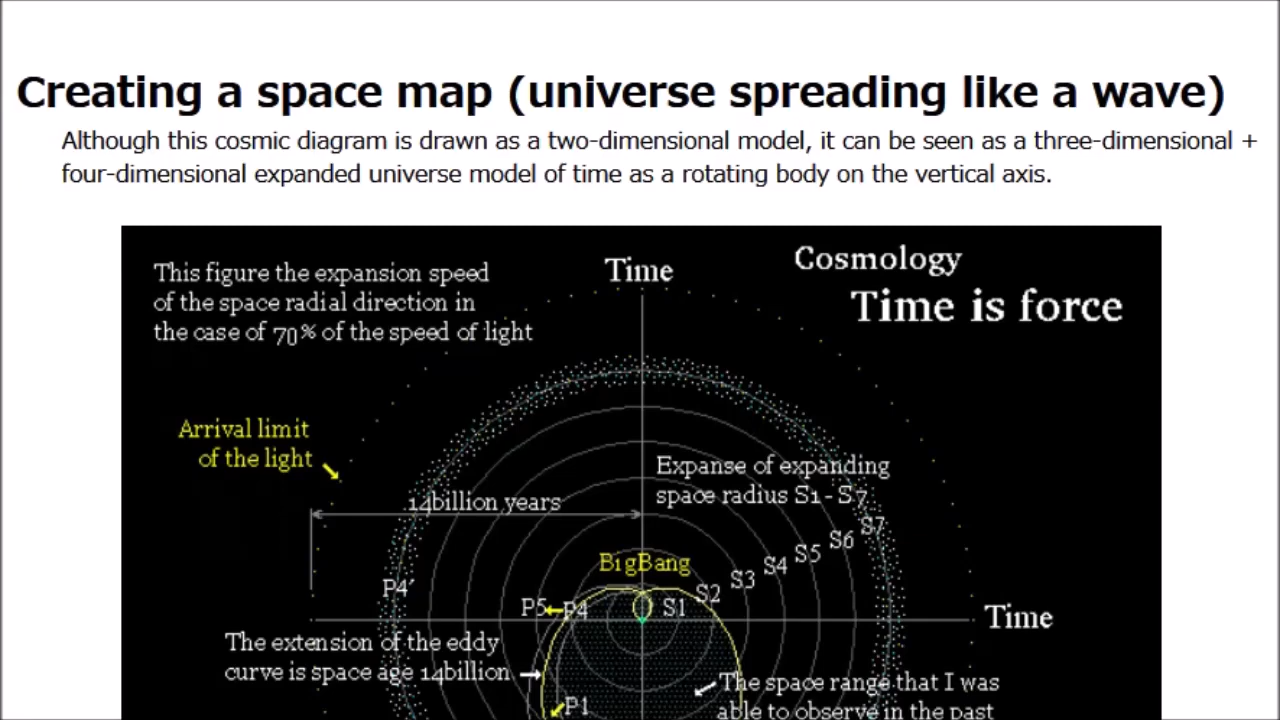 Creating a space map (universe spreading like a wave)
Although this cosmic diagram is drawn as a two-dimensional model, it can be seen as a three-dimensional +
four-dimensional expanded universe model of time as a rotating body on the vertical axis.
This figure the expansion speed
of the space radial direction in
the case of 70% of the speed of light
Time
Cosmology
Time is force
Arrival limit
of the light
14billion years
Expanse of expanding
space radius S1 - S7
S7
S6
S5
S4
S3
S2
S1
BigBang
P4´
P5
P4
Time
The extension of the eddy
curve is space age 14billion
P1
The space range that I was
able to observe in the past